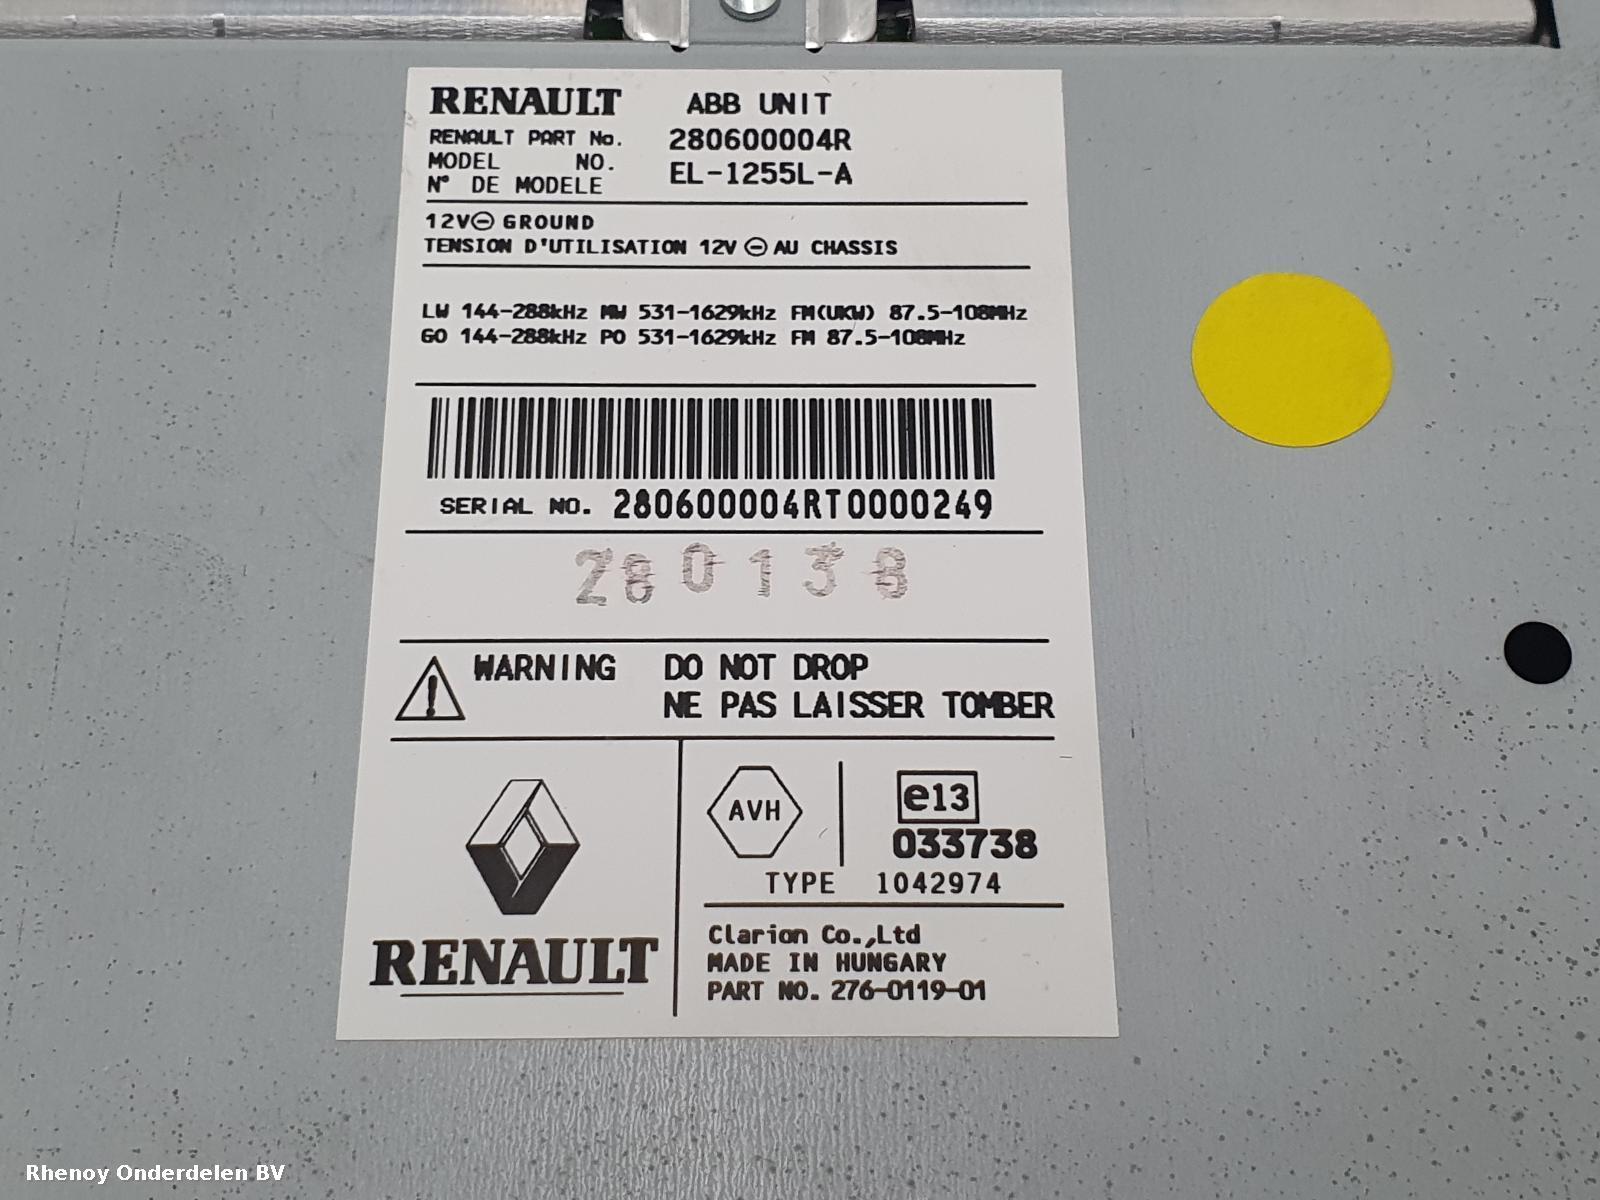 RENAULT ABB UNIT
RENAULT PART No. 280600004R
MODEL NO. EL-1255L-A
N° DE MODELE
12V⊖ GROUND
TENSION D'UTILISATION 12V ⊖ AU CHASSIS
LW 144-288kHz MW 531-1629kHz FM(UKW) 87.5-108MHz
GO 144-288kHz PO 531-1629kHz FM 87.5-108MHz
SERIAL NO. 280600004RT0000249
280138
WARNING DO NOT DROP
NE PAS LAISSER TOMBER
AVH e13
033738
TYPE 1042974
RENAULT
Clarion Co.,Ltd
MADE IN HUNGARY
PART NO. 276-0119-01
Rhenoy Onderdelen BV